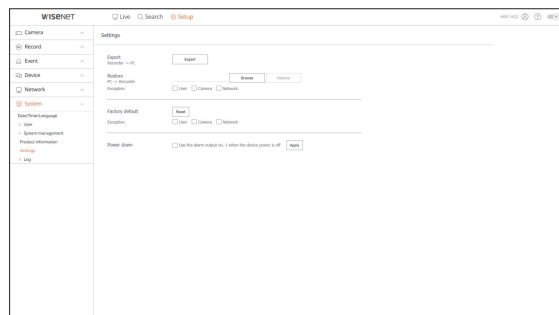 WISENET
Live Search Setup
Camera
Record
Event
Device
Network
System
Date/Time/Language
> User
System management
Product information
Settings
> Log
Settings
Export
Recorder -> PC
Export
Restore
PC -> Recorder
Browse
Restore
Exception
User Camera Network
Factory default
Reset
Exception
User Camera Network
Power down
Use the alarm output no. 1 when the device power is off
Apply